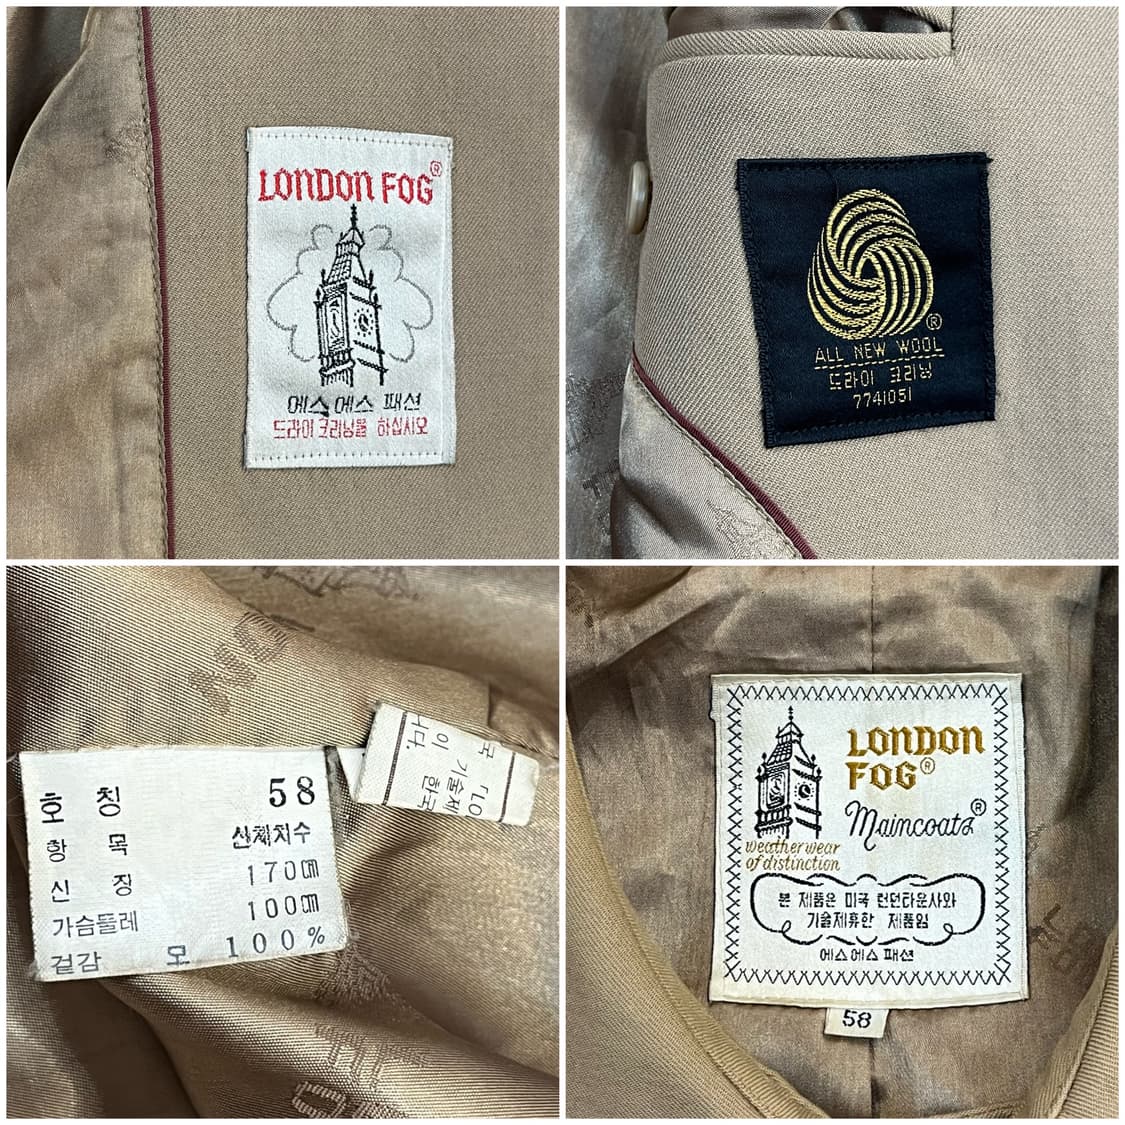 LONDON FOG®
에스에스 패션
드라이크리닝을 하십시오
®
ALL NEW WOOL
드라이 크리닝
7741051
호 칭 58
항 목 신체치수
신 장 170cm
가슴둘레 100cm
겉감 모 100%
LONDON
FOG®
Maincoats®
weatherwear
of distinction
본 제품은 미국 런던타운사와
기술제휴한 제품임
에스에스 패션
58